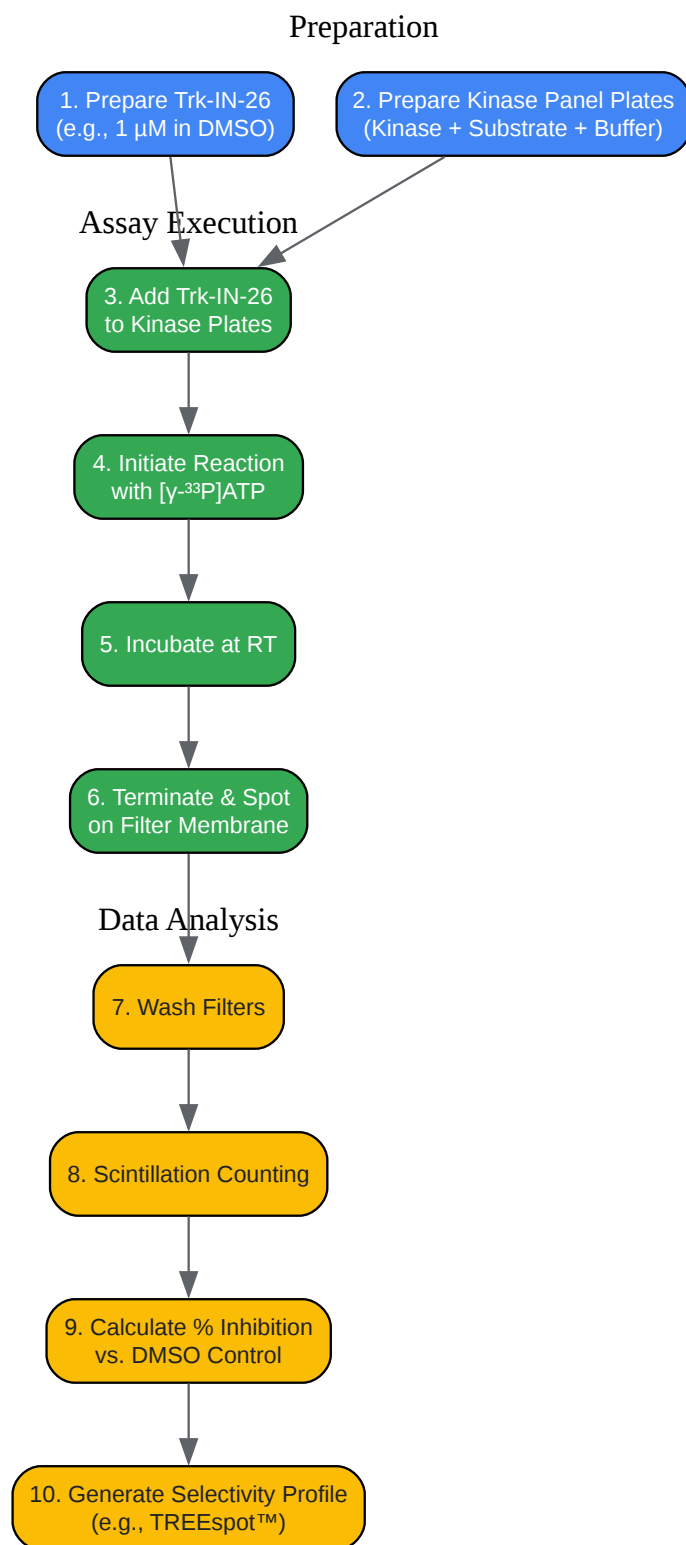 Preparation
1. Prepare Trk-IN-26
(e.g., 1 µM in DMSO)
2. Prepare Kinase Panel Plates
(Kinase + Substrate + Buffer)
Assay Execution
3. Add Trk-IN-26
to Kinase Plates
4. Initiate Reaction
with [γ-³³P]ATP
5. Incubate at RT
6. Terminate & Spot
on Filter Membrane
Data Analysis
7. Wash Filters
8. Scintillation Counting
9. Calculate % Inhibition
vs. DMSO Control
10. Generate Selectivity Profile
(e.g., TREEspot™)